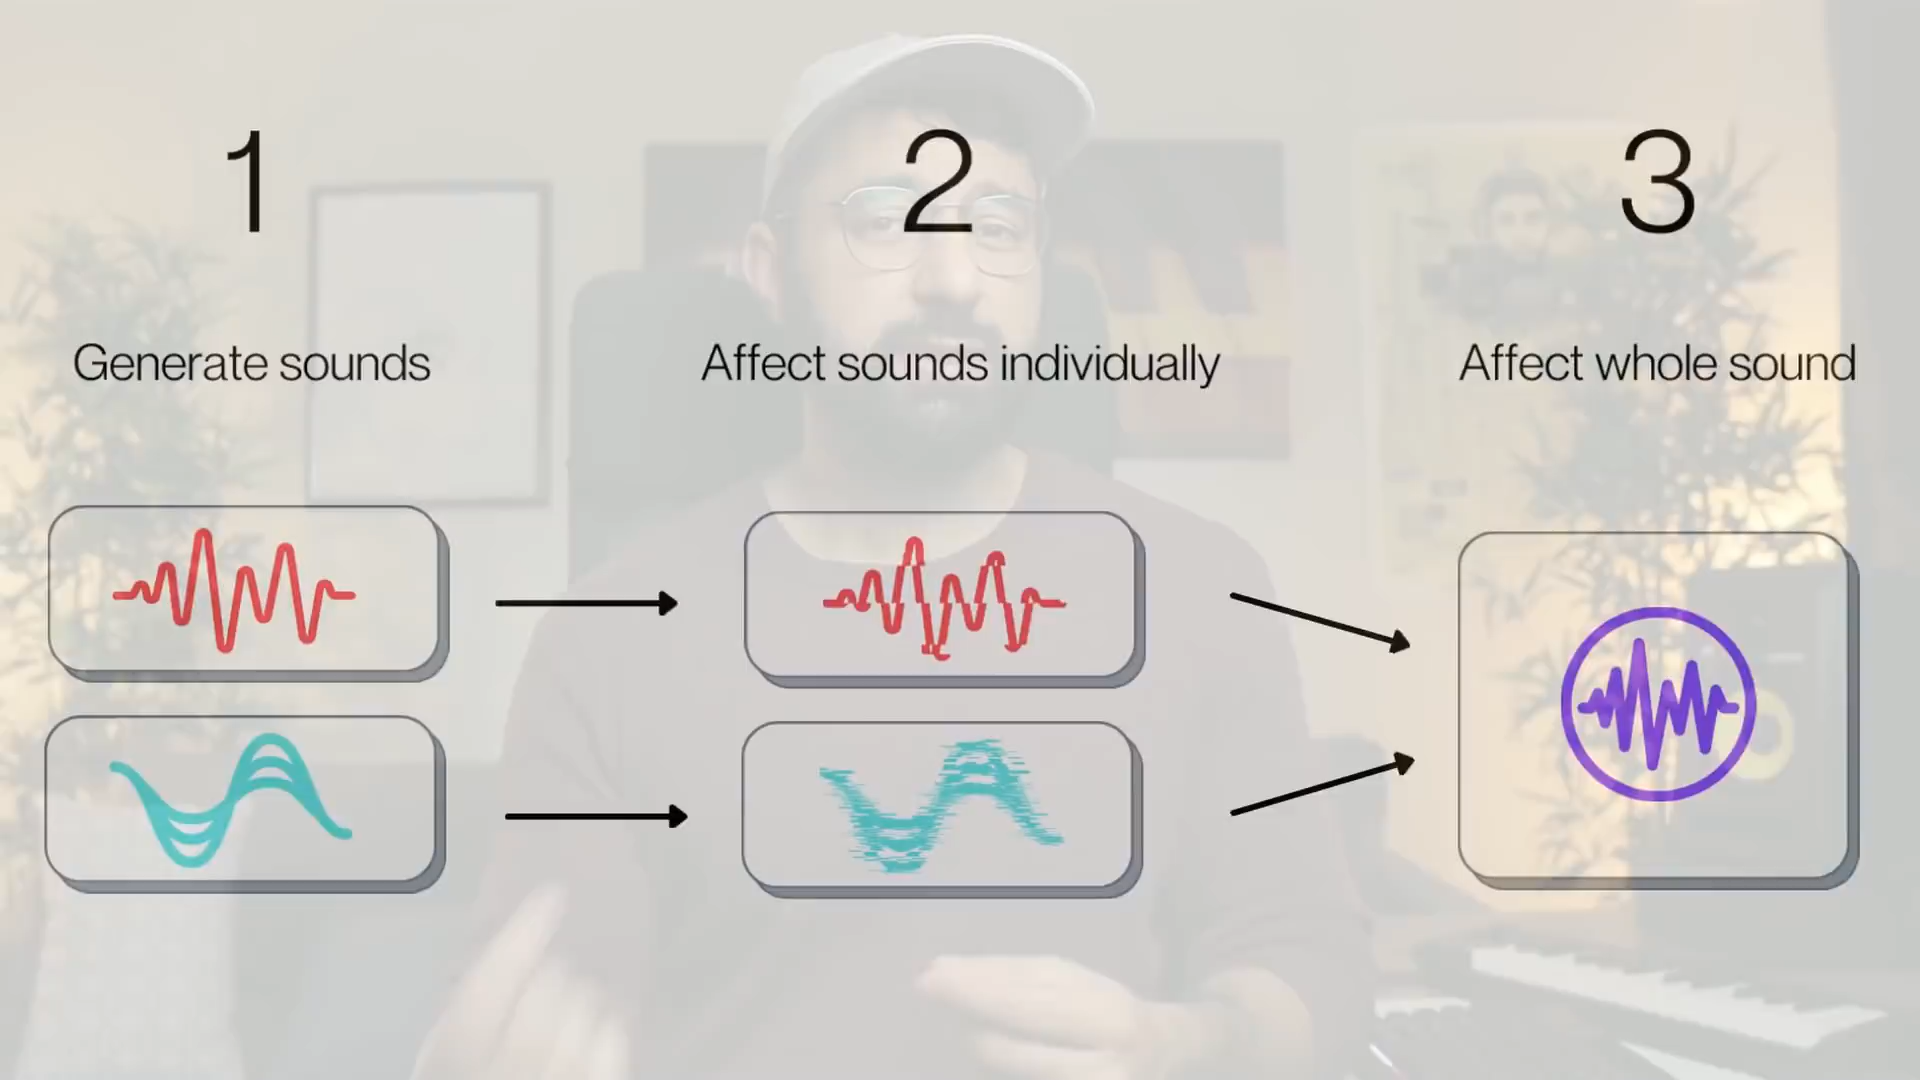 1
2
3
Generate sounds
Affect sounds individually
Affect whole sound